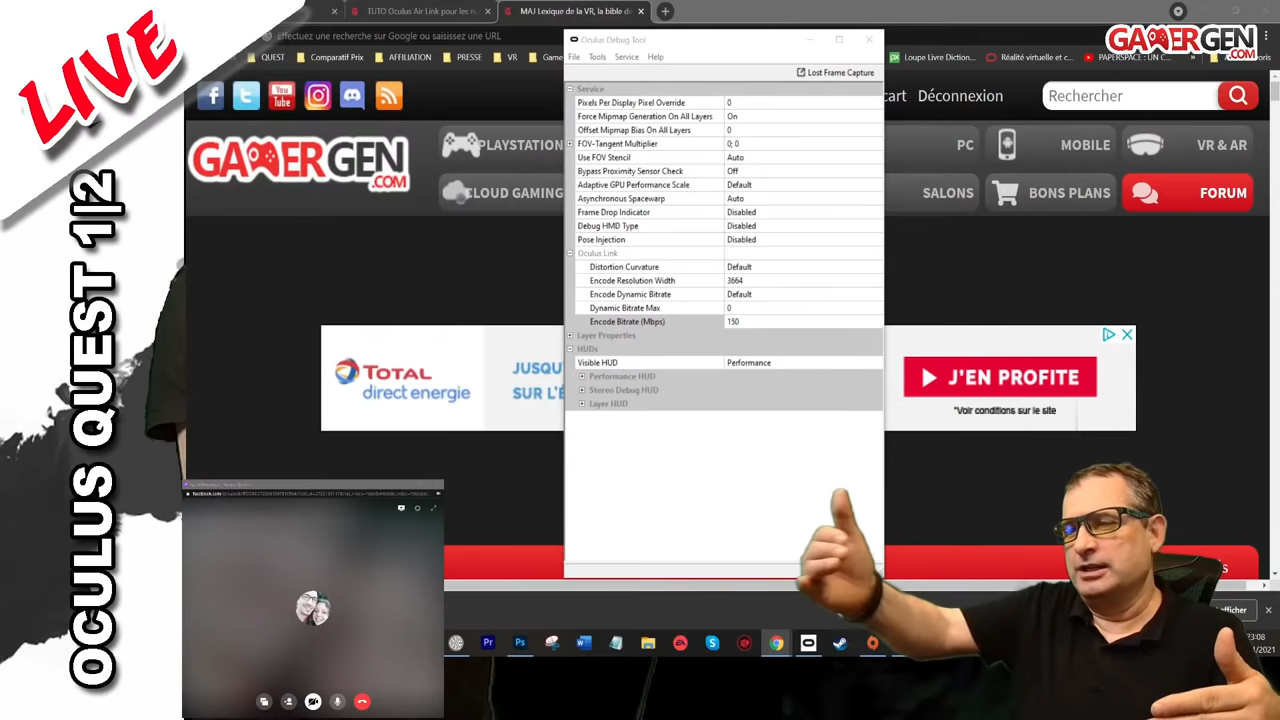 LIVE
OCULUS QUEST 1|2
TUTO Oculus Air Link pour les n
MAJ Lexique de la VR, la bible de
Effectuez une recherche sur Google ou saisissez une URL
QUEST
Comparatif Prix
AFFILIATION
PRESSE
VR
Game
Loupe Livre Diction...
Réalité virtuelle et c...
PAPERSPACE : UN C...
GAMERGEN
.COM
Oculus Debug Tool
File Tools Service Help
Lost Frame Capture
Service
Pixels Per Display Pixel Override 0
Force Mipmap Generation On All Layers On
Offset Mipmap Bias On All Layers 0
FOV-Tangent Multiplier 0; 0
Use FOV Stencil Auto
Bypass Proximity Sensor Check Off
Adaptive GPU Performance Scale Default
Asynchronous Spacewarp Auto
Frame Drop Indicator Disabled
Debug HMD Type Disabled
Pose Injection Disabled
Oculus Link
Distortion Curvature Default
Encode Resolution Width 3664
Encode Dynamic Bitrate Default
Dynamic Bitrate Max 0
Encode Bitrate (Mbps) 150
Layer Properties
HUDs
Visible HUD Performance
Performance HUD
Stereo Debug HUD
Layer HUD
You
Tube
cart Déconnexion
Rechercher
GAMERGEN
.COM
PLAYSTATION
PC
MOBILE
VR & AR
CLOUD GAMING
SALONS
BONS PLANS
FORUM
TOTAL
direct energie
JUSQU
SUR L'É
J'EN PROFITE
*Voir conditions sur le site
fficher
23:08
/2021